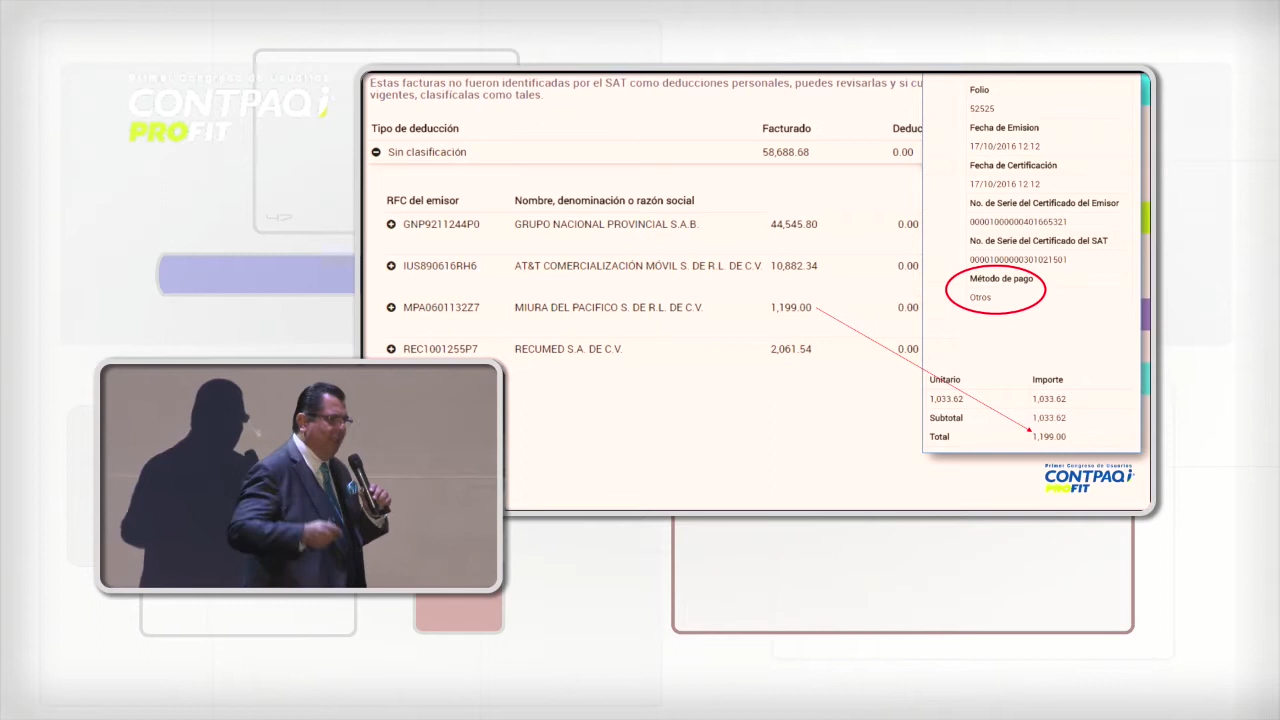 Primer Congreso de Usuarios
CONTPAQi
PROFIT
Estas facturas no fueron identificadas por el SAT como deducciones personales, puedes revisarlas y si cu
vigentes, clasifícalas como tales.
Tipo de deducción Facturado Deduc
Sin clasificación 58,688.68 0.00
RFC del emisor Nombre, denominación o razón social
GNP9211244P0 GRUPO NACIONAL PROVINCIAL S.A.B. 44,545.80 0.00
IUS890616RH6 AT&T COMERCIALIZACIÓN MÓVIL S. DE R.L. DE C.V. 10,882.34 0.00
MPA0601132Z7 MIURA DEL PACIFICO S. DE R.L. DE C.V. 1,199.00 0.00
REC1001255P7 RECUMED S.A. DE C.V. 2,061.54 0.00
Folio
52525
Fecha de Emision
17/10/2016 12 12
Fecha de Certificación
17/10/2016 12 12
No. de Serie del Certificado del Emisor
00001000000401665321
No. de Serie del Certificado del SAT
00001000000301021501
Método de pago
Otros
Unitario Importe
1,033.62 1,033.62
Subtotal 1,033.62
Total 1,199.00
Primer Congreso de Usuarios
CONTPAQi
PROFIT